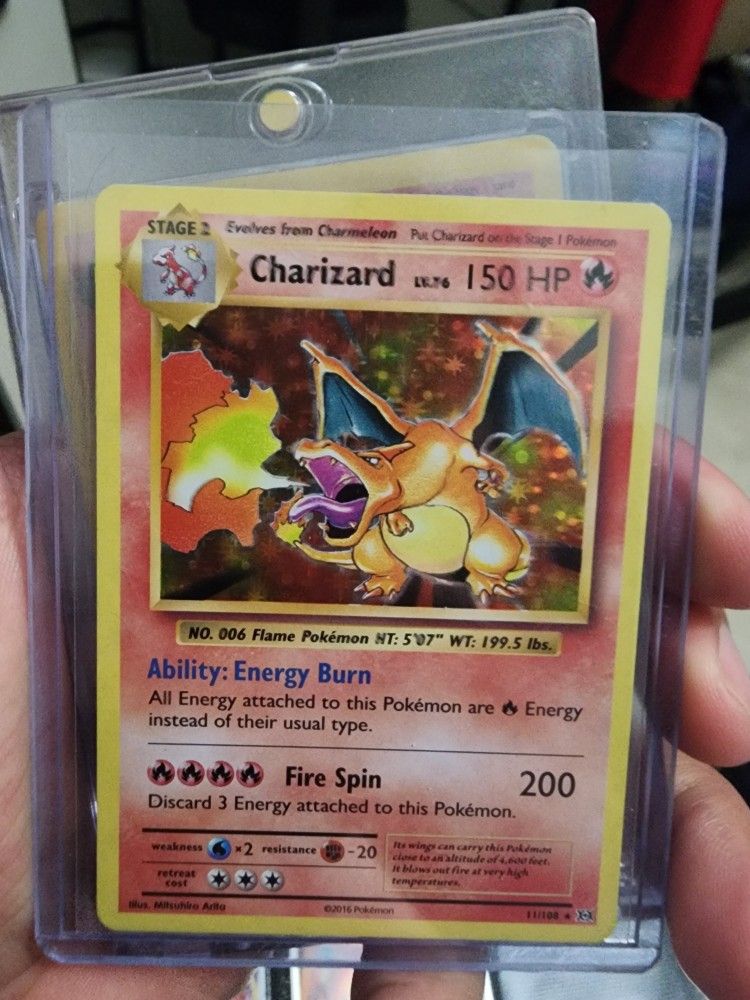 STAGE 2 Evolves from Charmeleon Put Charizard on the Stage 1 Pokémon
Charizard LV.76 150 HP
NO. 006 Flame Pokémon HT: 5'07" WT: 199.5 lbs.
Ability: Energy Burn
All Energy attached to this Pokémon are Energy
instead of their usual type.
Fire Spin 200
Discard 3 Energy attached to this Pokémon.
weakness ×2 resistance -20
retreat
cost
Its wings can carry this Pokémon
close to an altitude of 4,600 feet.
It blows out fire at very high
temperatures.
Illus. Mitsuhiro Arita ©2016 Pokémon 11/108 ★